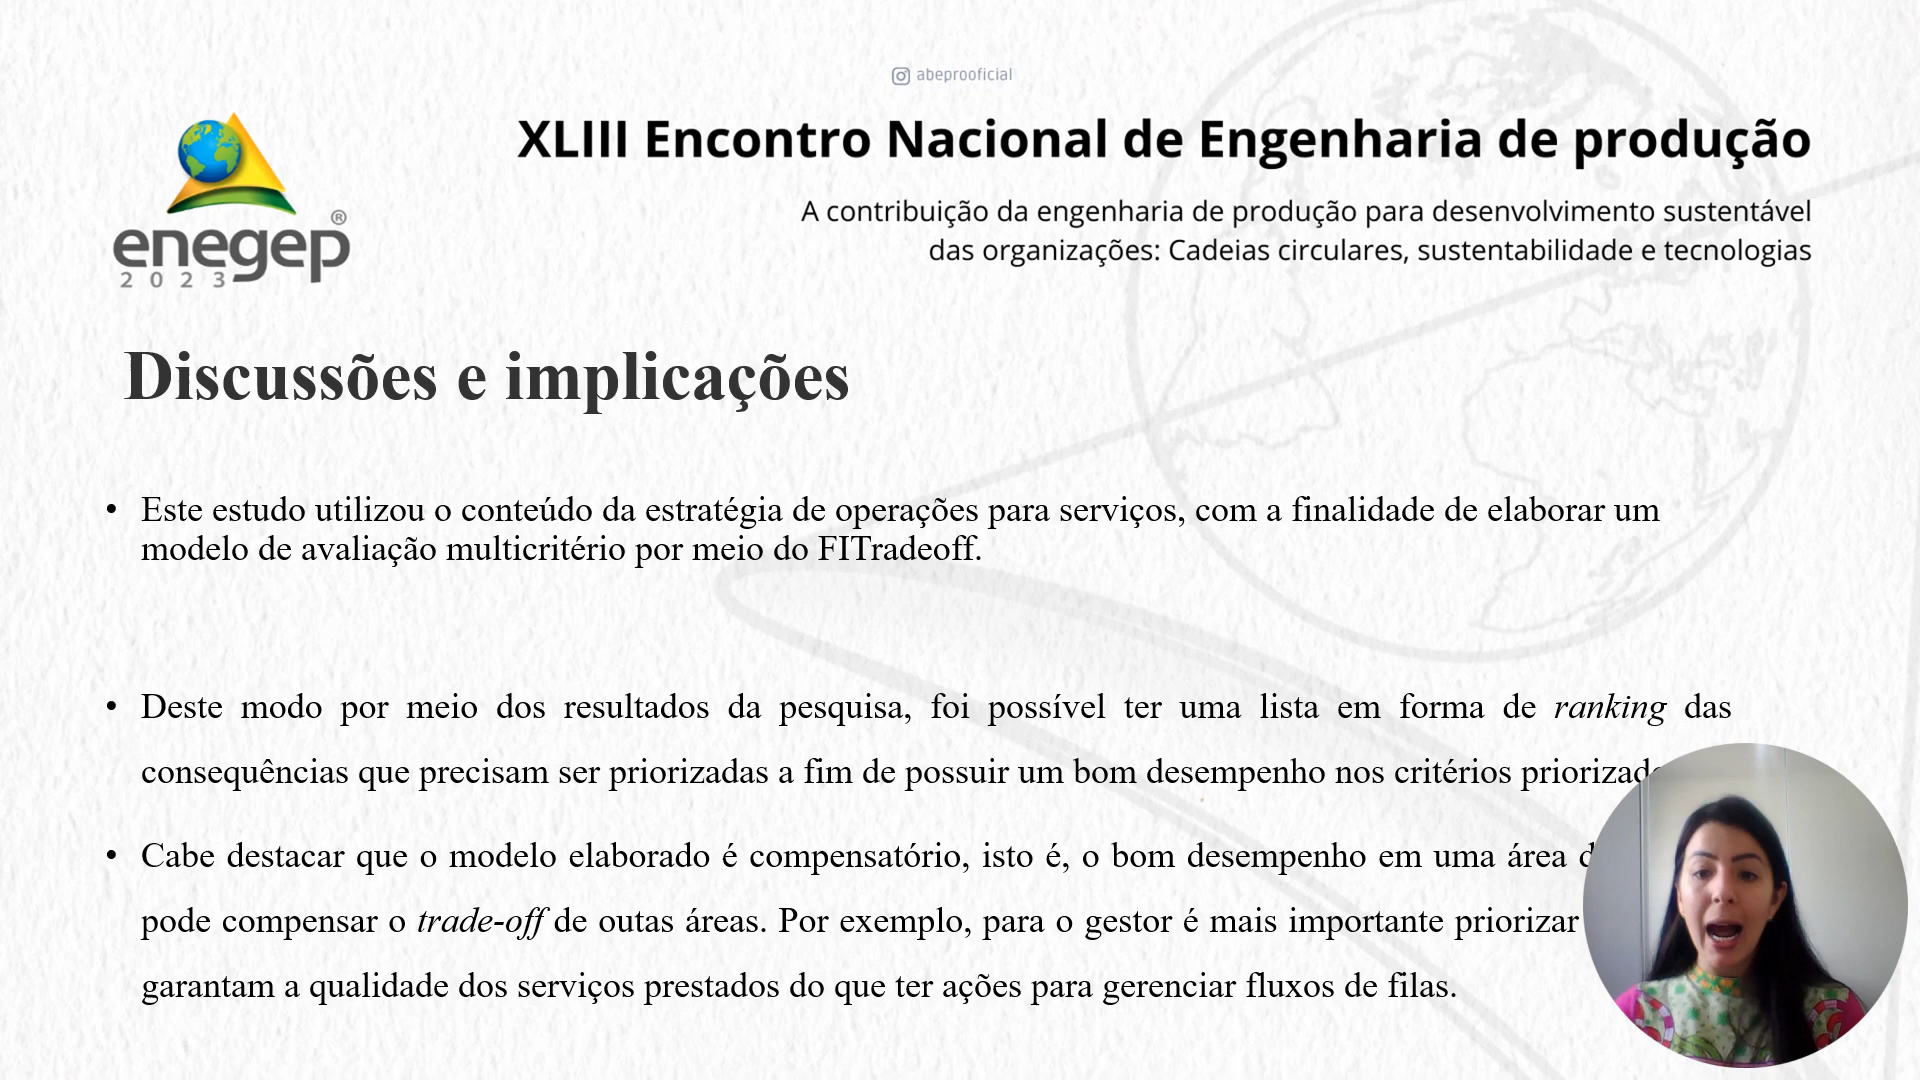 abeprooficial
XLIII Encontro Nacional de Engenharia de produção
A contribuição da engenharia de produção para desenvolvimento sustentável
das organizações: Cadeias circulares, sustentabilidade e tecnologias
enegep®
2023
Discussões e implicações
• Este estudo utilizou o conteúdo da estratégia de operações para serviços, com a finalidade de elaborar um
modelo de avaliação multicritério por meio do FITradeoff.
• Deste modo por meio dos resultados da pesquisa, foi possível ter uma lista em forma de ranking das
consequências que precisam ser priorizadas a fim de possuir um bom desempenho nos critérios
• Cabe destacar que o modelo elaborado é compensatório, isto é, o bom desempenho em uma área
pode compensar o trade-off de outas áreas. Por exemplo, para o gestor é mais importante priorizar
garantam a qualidade dos serviços prestados do que ter ações para gerenciar fluxos de filas.